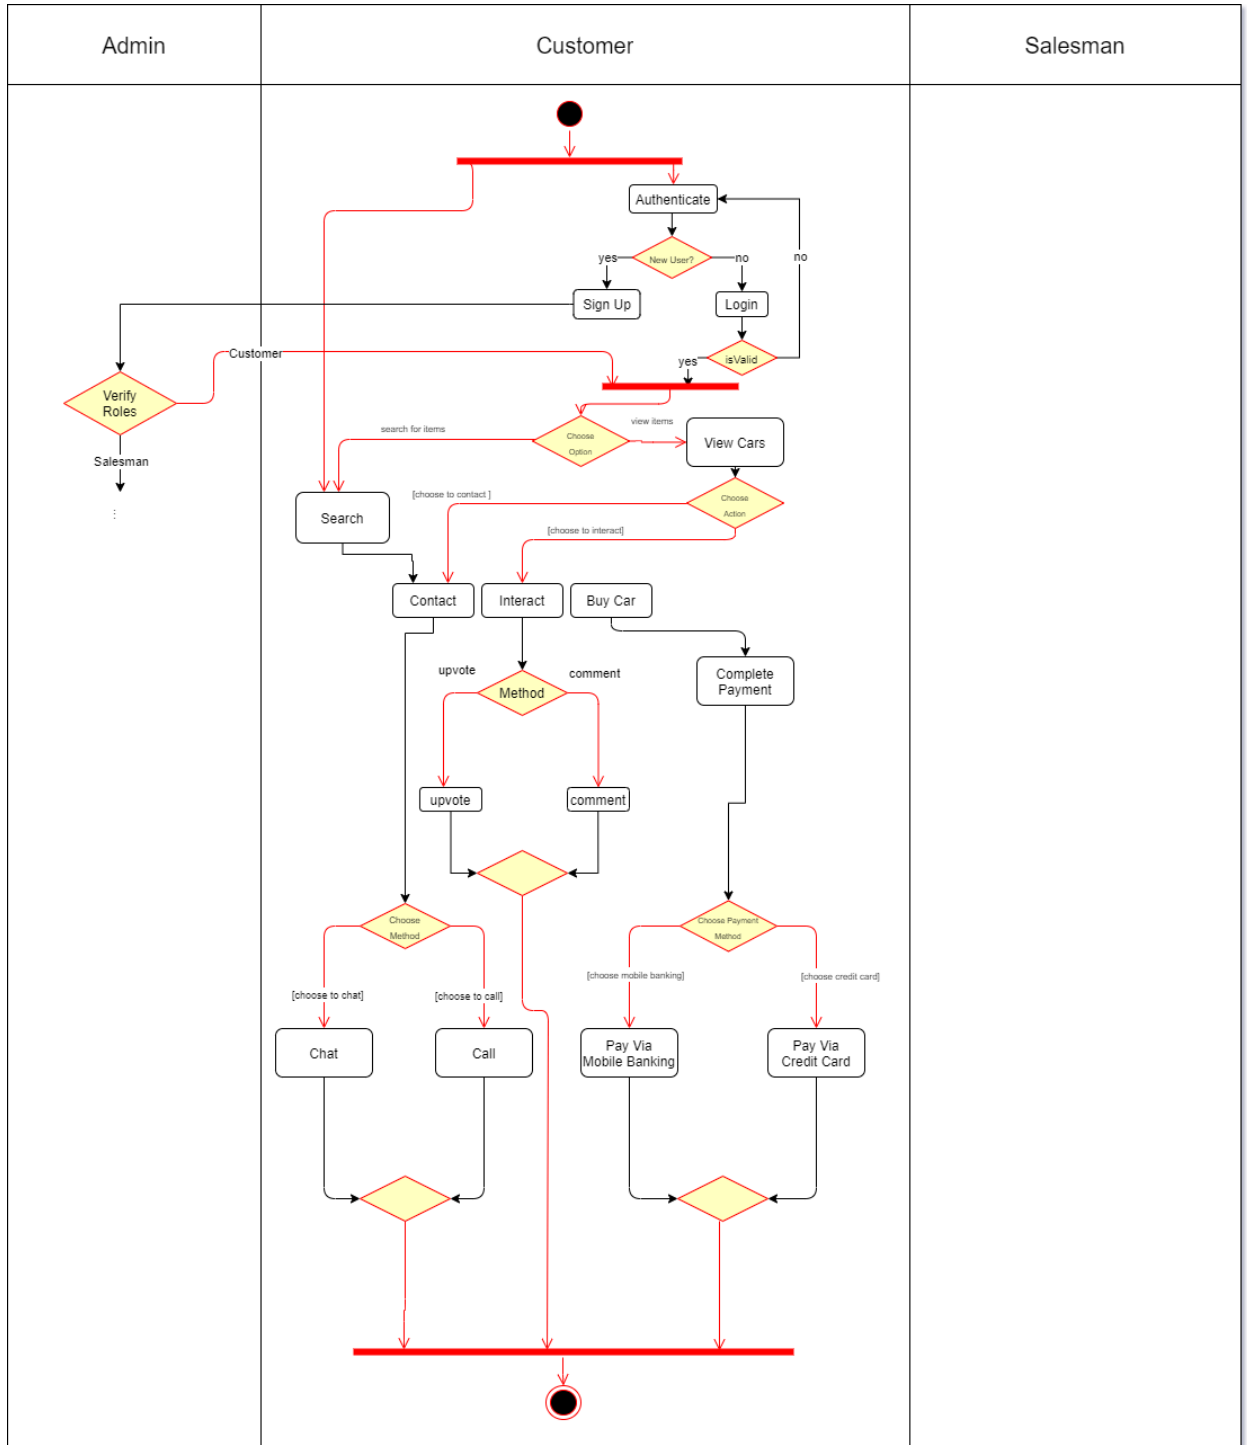 Admin
Customer
Salesman
Authenticate
New User?
yes
no
no
Sign Up
Login
isValid
yes
Customer
Verify
Roles
Salesman
:
search for items
Choose
Option
view items
View Cars
Choose
Action
[choose to contact ]
[choose to interact]
Search
Contact
Interact
Buy Car
upvote
Method
comment
Complete
Payment
upvote
comment
Choose
Method
Choose Payment
Method
[choose to chat]
[choose to call]
[choose mobile banking]
[choose credit card]
Chat
Call
Pay Via
Mobile Banking
Pay Via
Credit Card